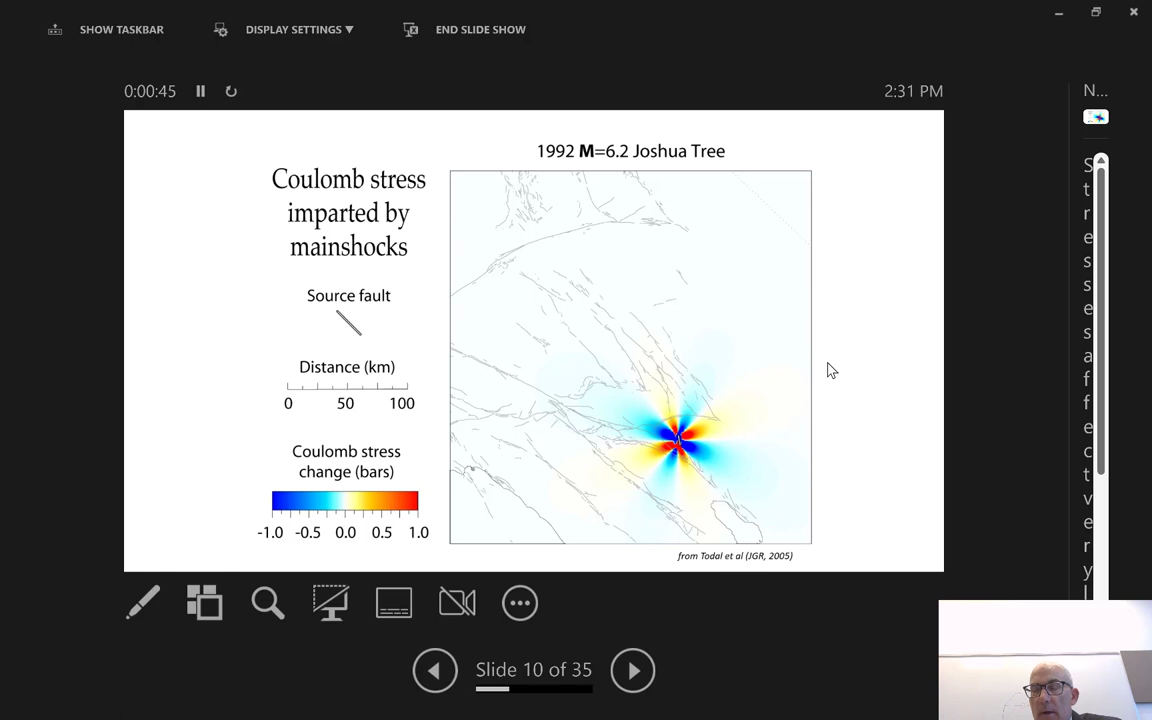 SHOW TASKBAR
DISPLAY SETTINGS ▼
END SLIDE SHOW
0:00:45
2:31 PM
N...
1992 M=6.2 Joshua Tree
Coulomb stress
imparted by
mainshocks
Source fault
Distance (km)
0 50 100
Coulomb stress
change (bars)
-1.0 -0.5 0.0 0.5 1.0
from Todal et al (JGR, 2005)
S
t
r
e
s
s
e
s
a
f
f
e
c
t
v
e
r
y
l
Slide 10 of 35